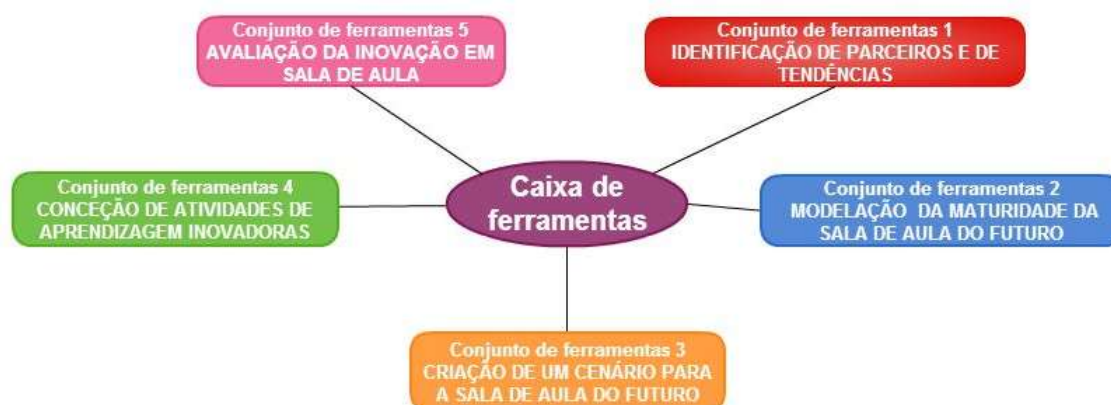 Conjunto de ferramentas 5
AVALIAÇÃO DA INOVAÇÃO EM
SALA DE AULA
Conjunto de ferramentas 1
IDENTIFICAÇÃO DE PARCEIROS E DE
TENDÊNCIAS
Conjunto de ferramentas 4
CONCEÇÃO DE ATIVIDADES DE
APRENDIZAGEM INOVADORAS
Caixa de
ferramentas
Conjunto de ferramentas 2
MODELAÇÃO DA MATURIDADE DA
SALA DE AULA DO FUTURO
Conjunto de ferramentas 3
CRIAÇÃO DE UM CENÁRIO PARA
A SALA DE AULA DO FUTURO